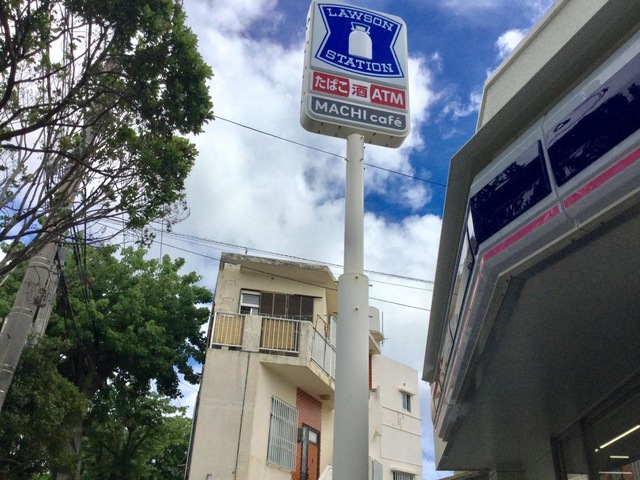 LAWSON
STATION
たばこ 酒 ATM
MACHI café